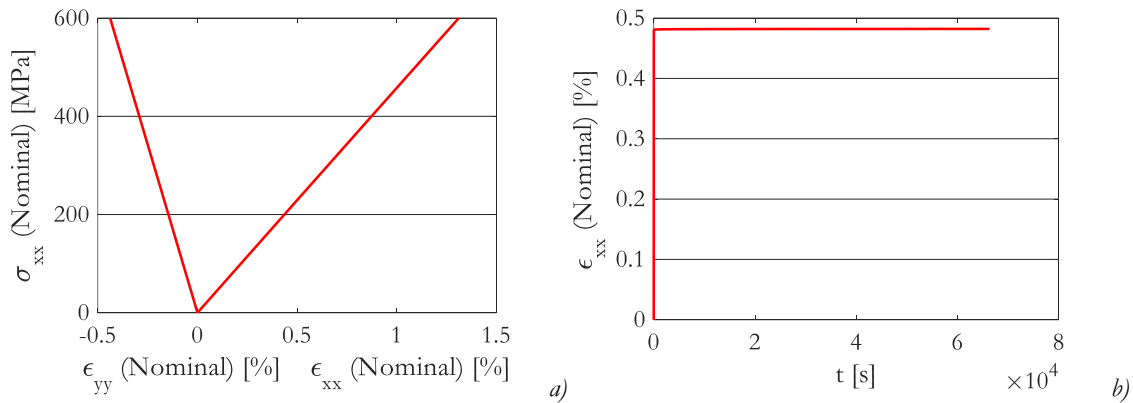 600
400
200
0
-0.5 0 0.5 1 1.5
σxx (Nominal) [MPa]
ϵyy (Nominal) [%] ϵxx (Nominal) [%]
a)
0.5
0.4
0.3
0.2
0.1
0
0 2 4 6 8
×10^4
ϵxx (Nominal) [%]
t [s]
b)